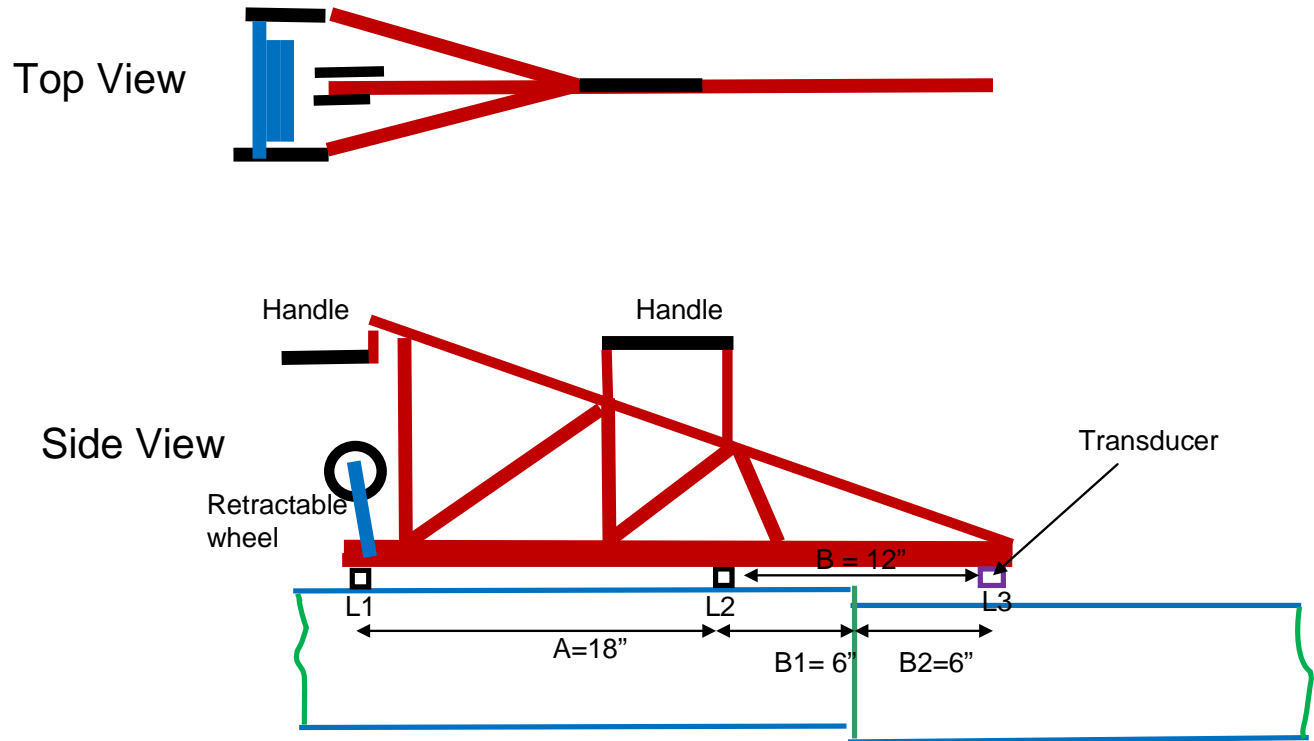 Top View
Handle
Handle
Side View
Transducer
Retractable
wheel
B = 12”
L1
L2
L3
A=18”
B1= 6”
B2=6”